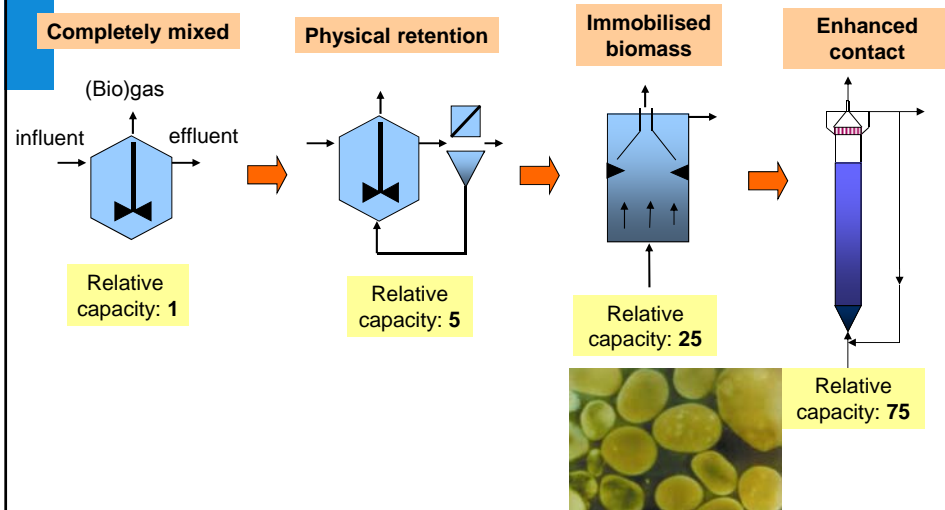 Completely mixed
Physical retention
Immobilised
biomass
Enhanced
contact
(Bio)gas
influent
effluent
Relative
capacity: 1
Relative
capacity: 5
Relative
capacity: 25
Relative
capacity: 75